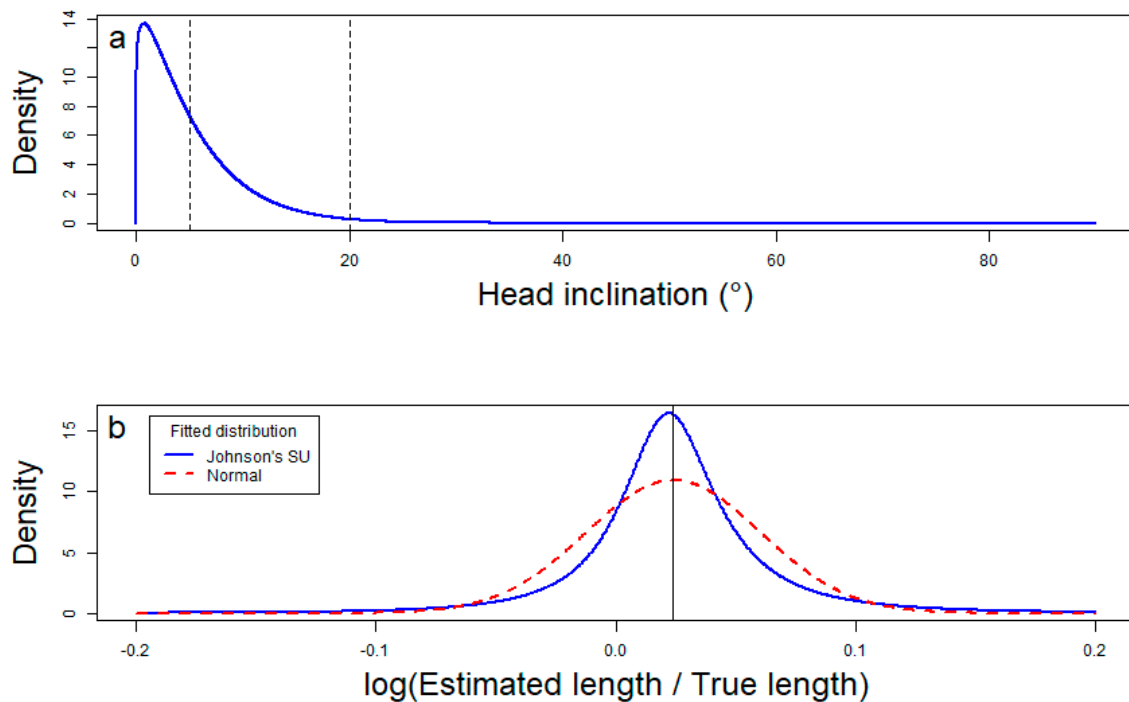 a
Density
14
10
8
6
4
2
0
0
20
40
60
80
Head inclination (°)
b
Density
15
10
5
0
Fitted distribution
Johnson's SU
Normal
-0.2
-0.1
0.0
0.1
0.2
log(Estimated length / True length)